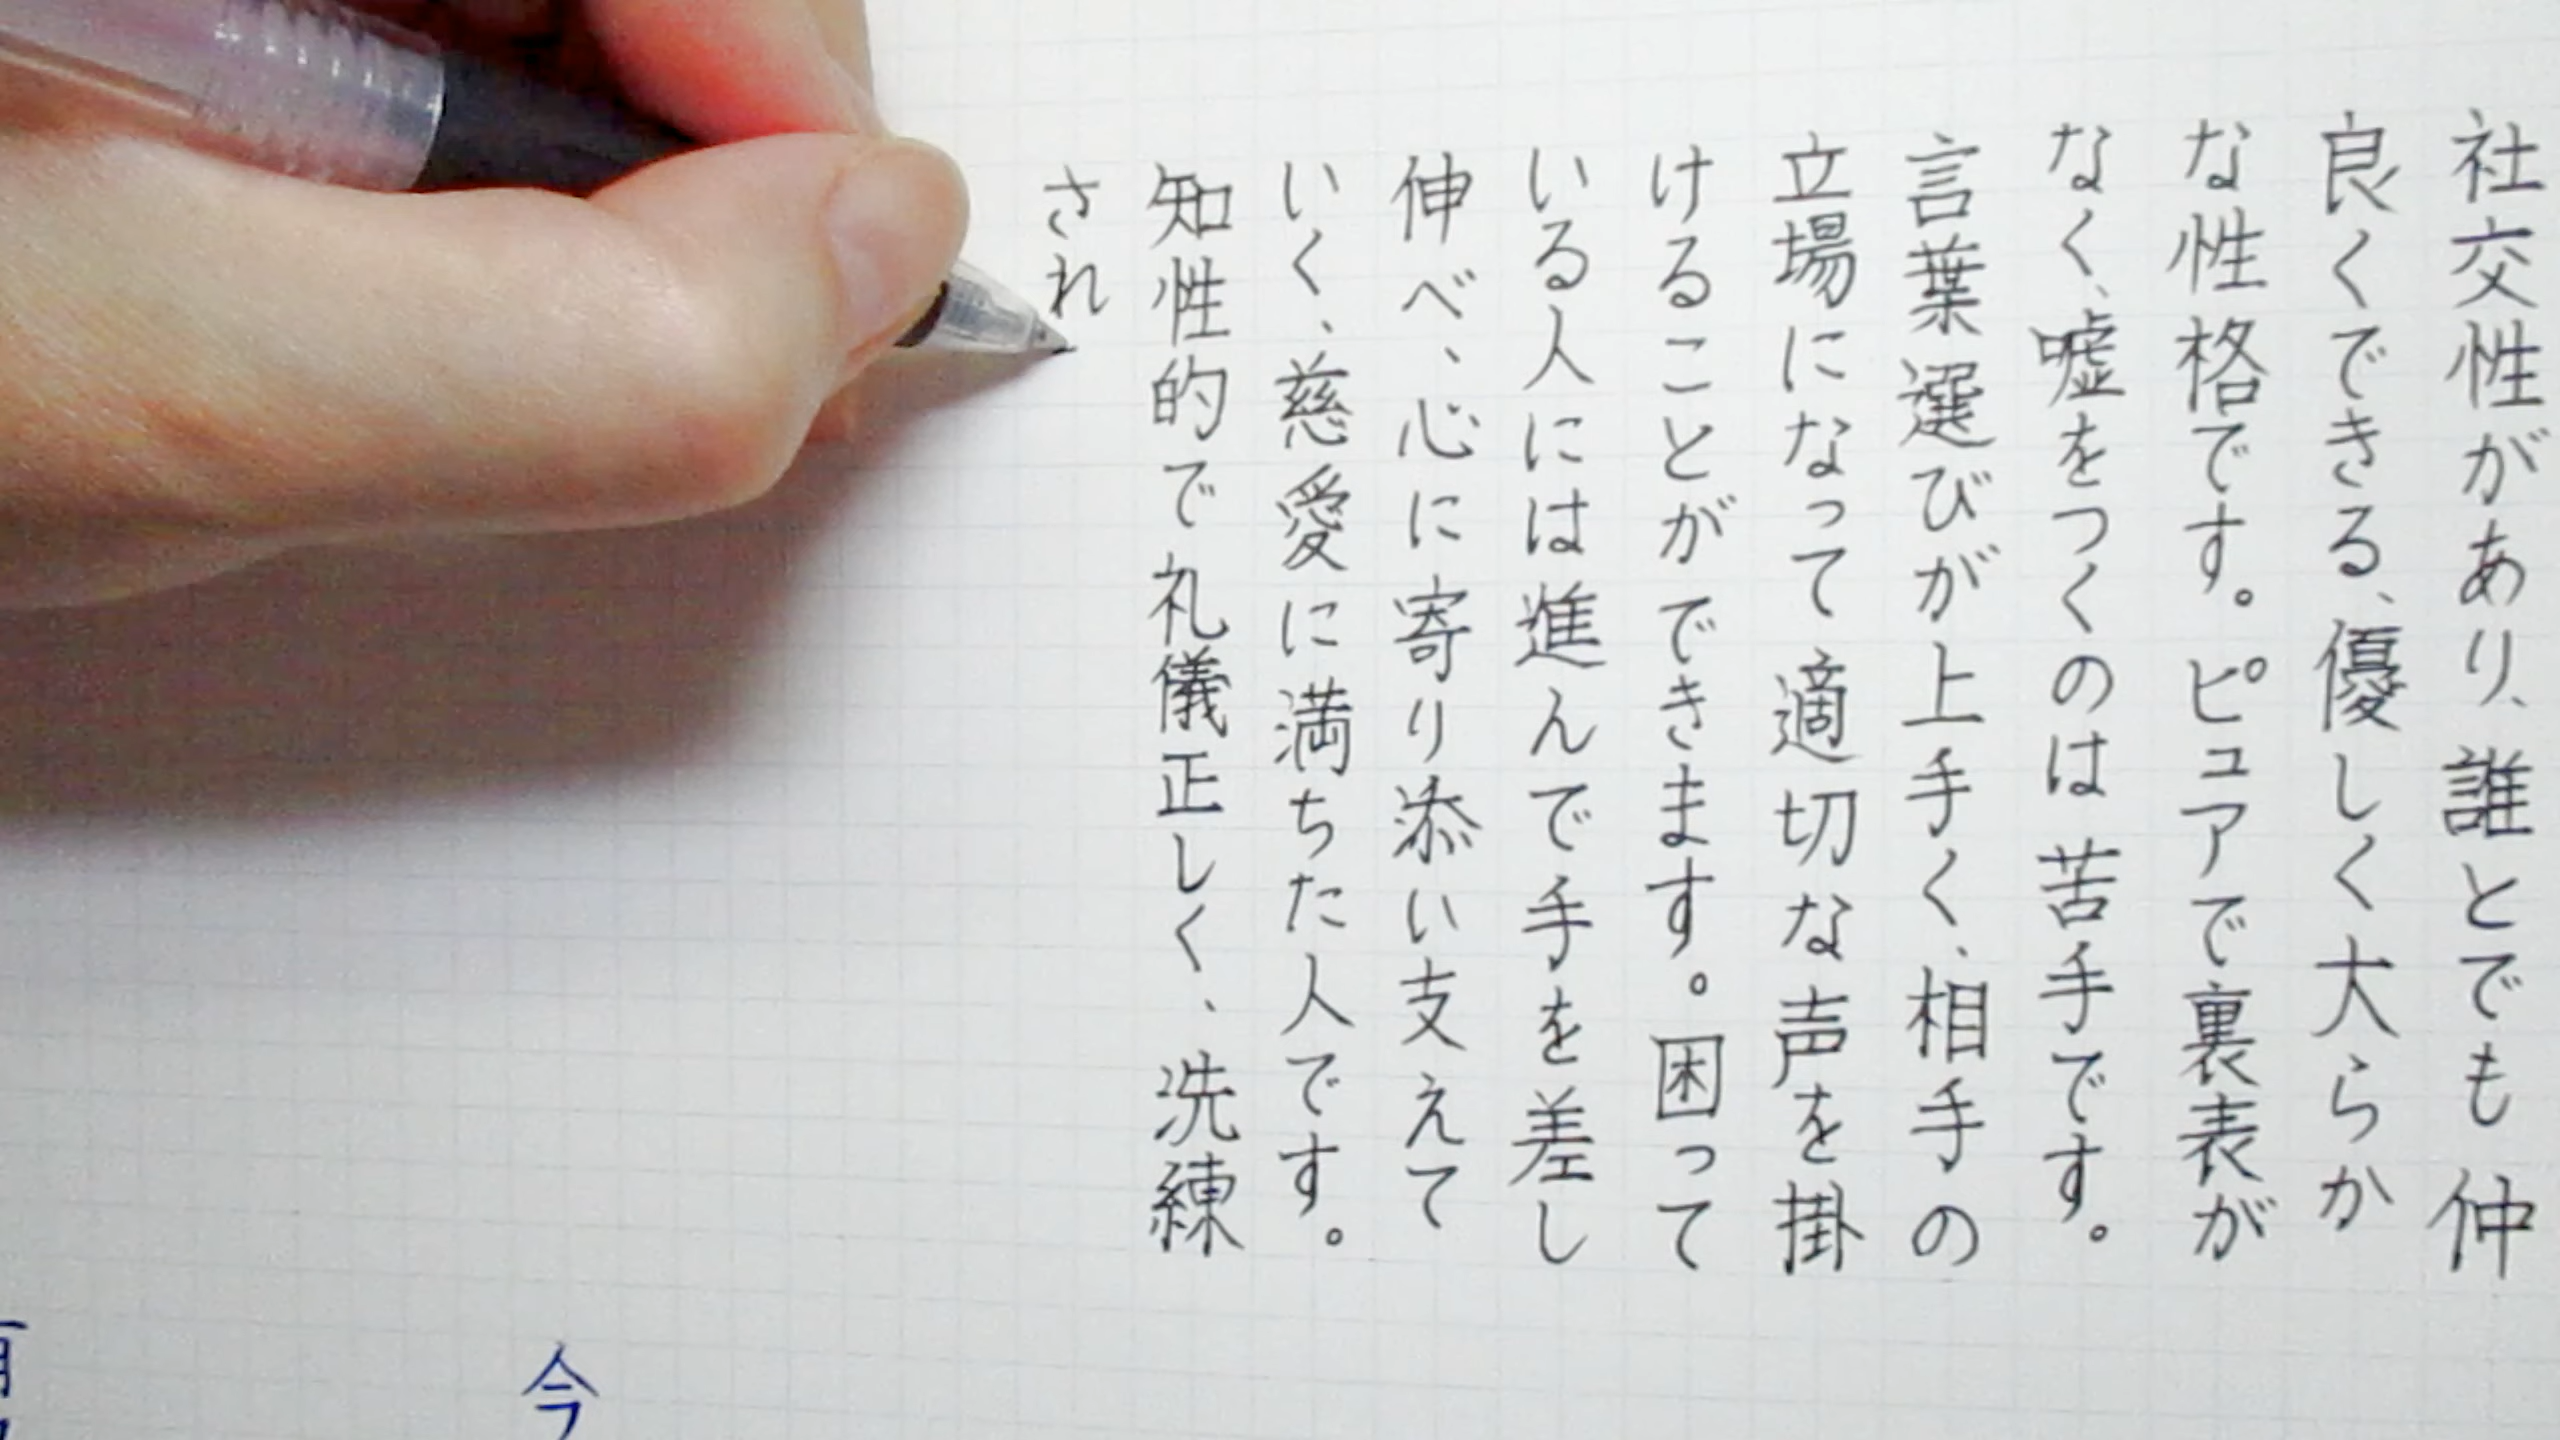 社交性があり、誰とでも仲
良くできる、優しく大らか
な性格です。ピュアで裏表が
なく、嘘をつくのは苦手です。
言葉選びが上手く、相手の
立場になって適切な声を掛
けることができます。困って
いる人には進んで手を差し
伸べ、心に寄り添い支えて
いく、慈愛に満ちた人です。
知性的で礼儀正しく、洗練
され
今